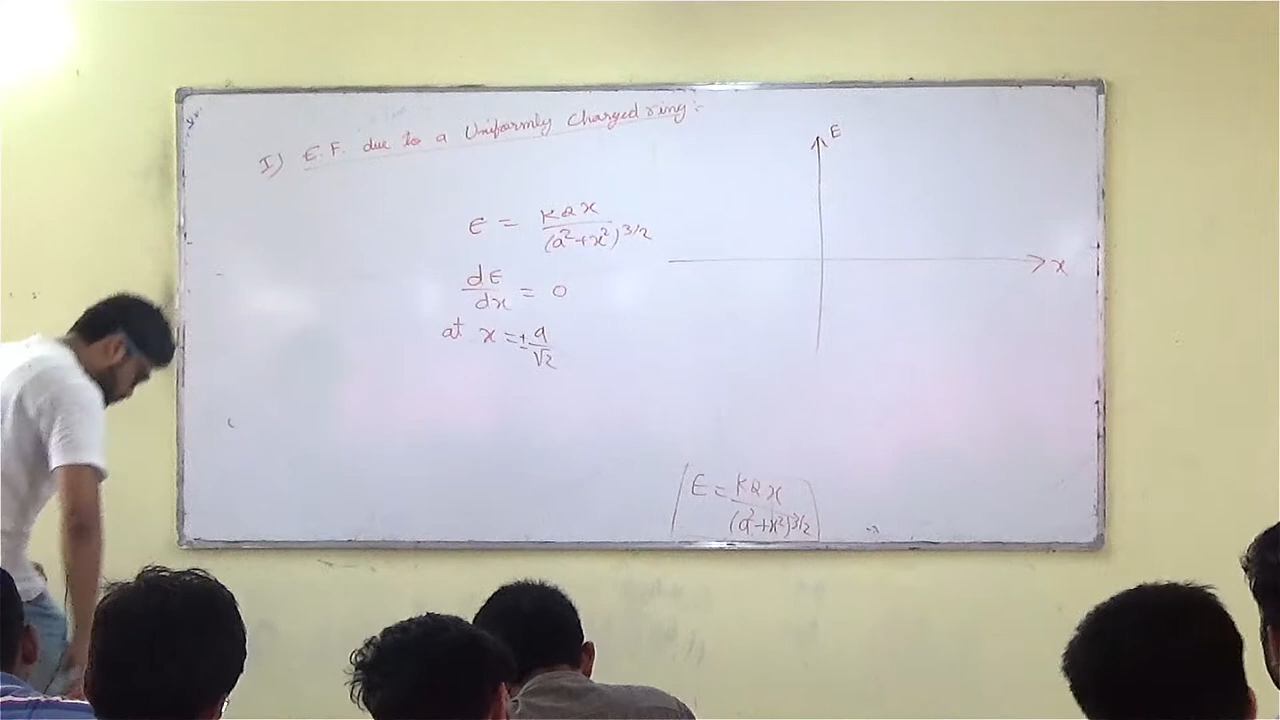 I) E.F. due to a Uniformly Charged ring:-
E = KQx / (a²+x²)^3/2
dE/dx = 0
at x = ± a/√2
E
x
E = KQx / (a²+x²)^3/2